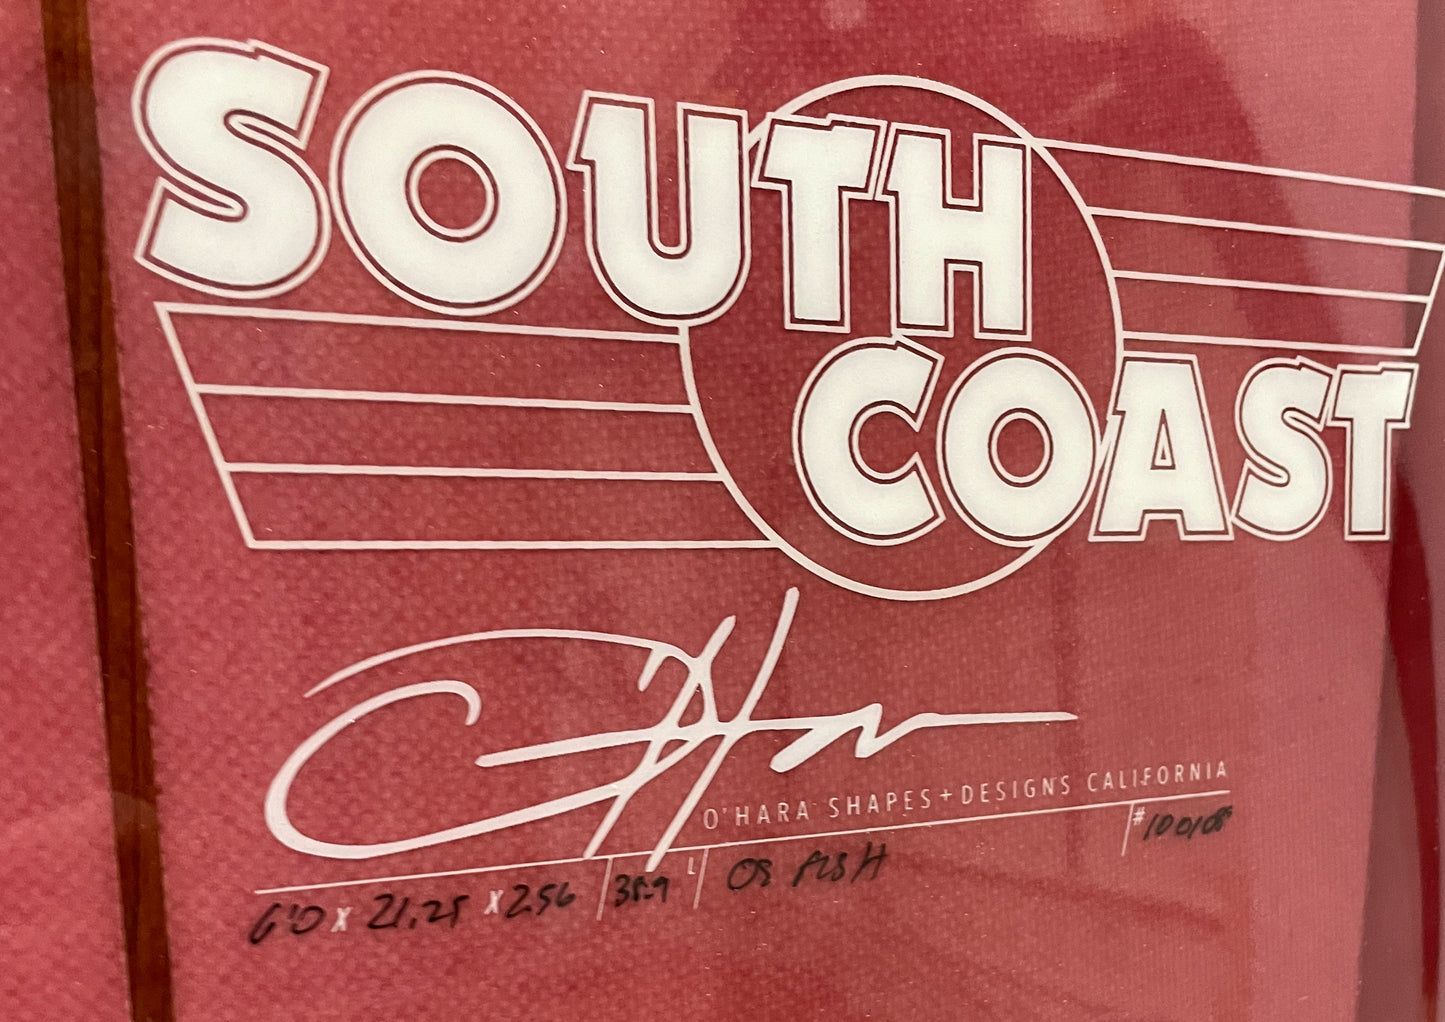 SOUTH
COAST
O'HARA SHAPES+DESIGNS CALIFORNIA
6'0 X 21.25 X 2.56 38.9 L OS FISH #100108